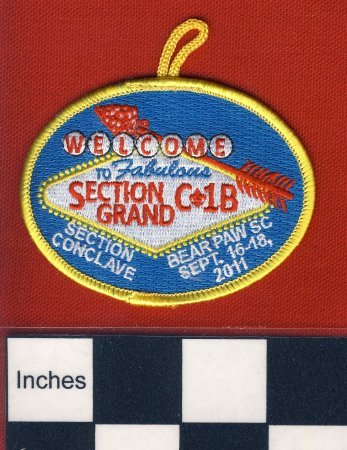 WELCOME
TO Fabulous
SECTION C-1B
GRAND
SECTION
CONCLAVE
BEAR PAW SC
SEPT. 16-18,
2011
Inches